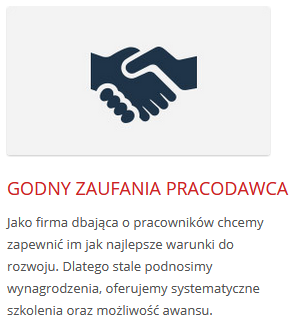 GODNY ZAUFANIA PRACODAWCA
Jako firma dbająca o pracowników chcemy
zapewnić im jak najlepsze warunki do
rozwoju. Dlatego stale podnosimy
wynagrodzenia, oferujemy systematyczne
szkolenia oraz możliwość awansu.